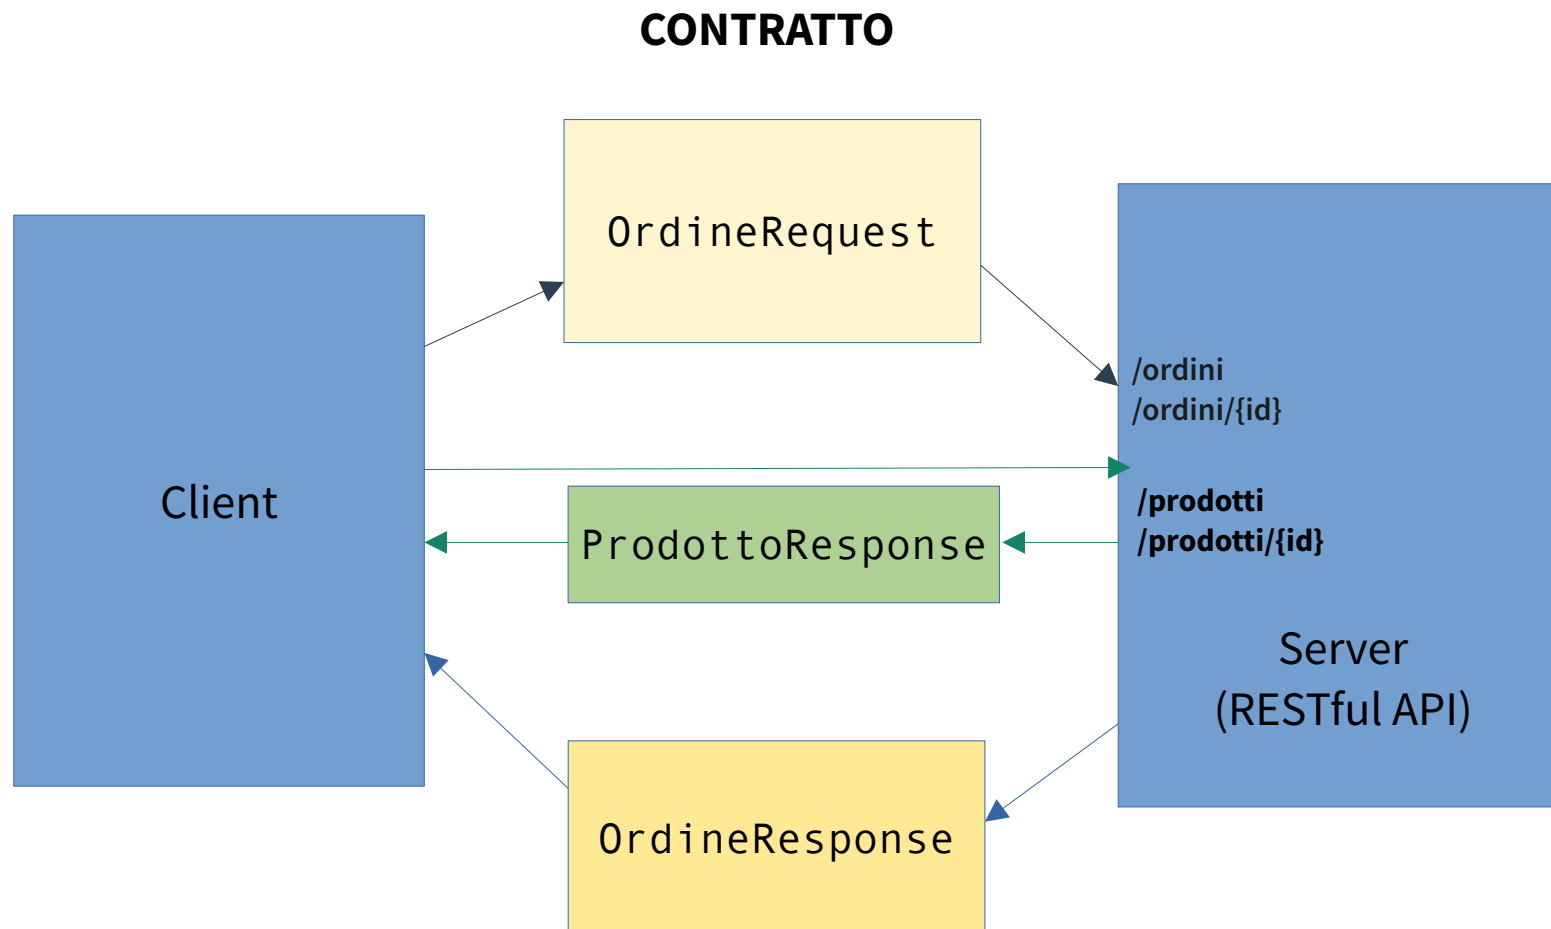 CONTRATTO
OrdineRequest
/ordini
/ordini/{id}
Client
/prodotti
/prodotti/{id}
ProdottoResponse
Server
(RESTful API)
OrdineResponse